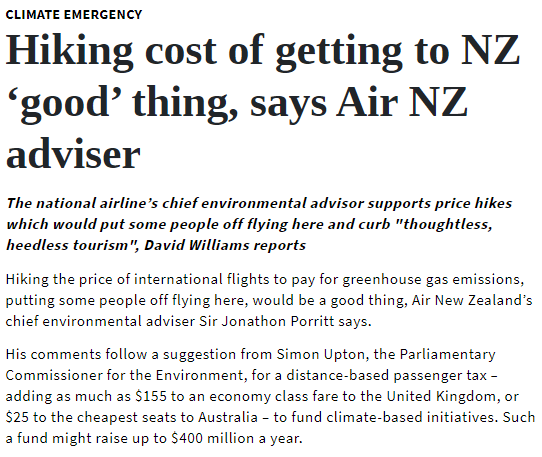 CLIMATE EMERGENCY
Hiking cost of getting to NZ
‘good’ thing, says Air NZ
adviser
The national airline’s chief environmental advisor supports price hikes
which would put some people off flying here and curb "thoughtless,
heedless tourism", David Williams reports
Hiking the price of international flights to pay for greenhouse gas emissions,
putting some people off flying here, would be a good thing, Air New Zealand’s
chief environmental adviser Sir Jonathon Porritt says.
His comments follow a suggestion from Simon Upton, the Parliamentary
Commissioner for the Environment, for a distance-based passenger tax –
adding as much as $155 to an economy class fare to the United Kingdom, or
$25 to the cheapest seats to Australia – to fund climate-based initiatives. Such
a fund might raise up to $400 million a year.